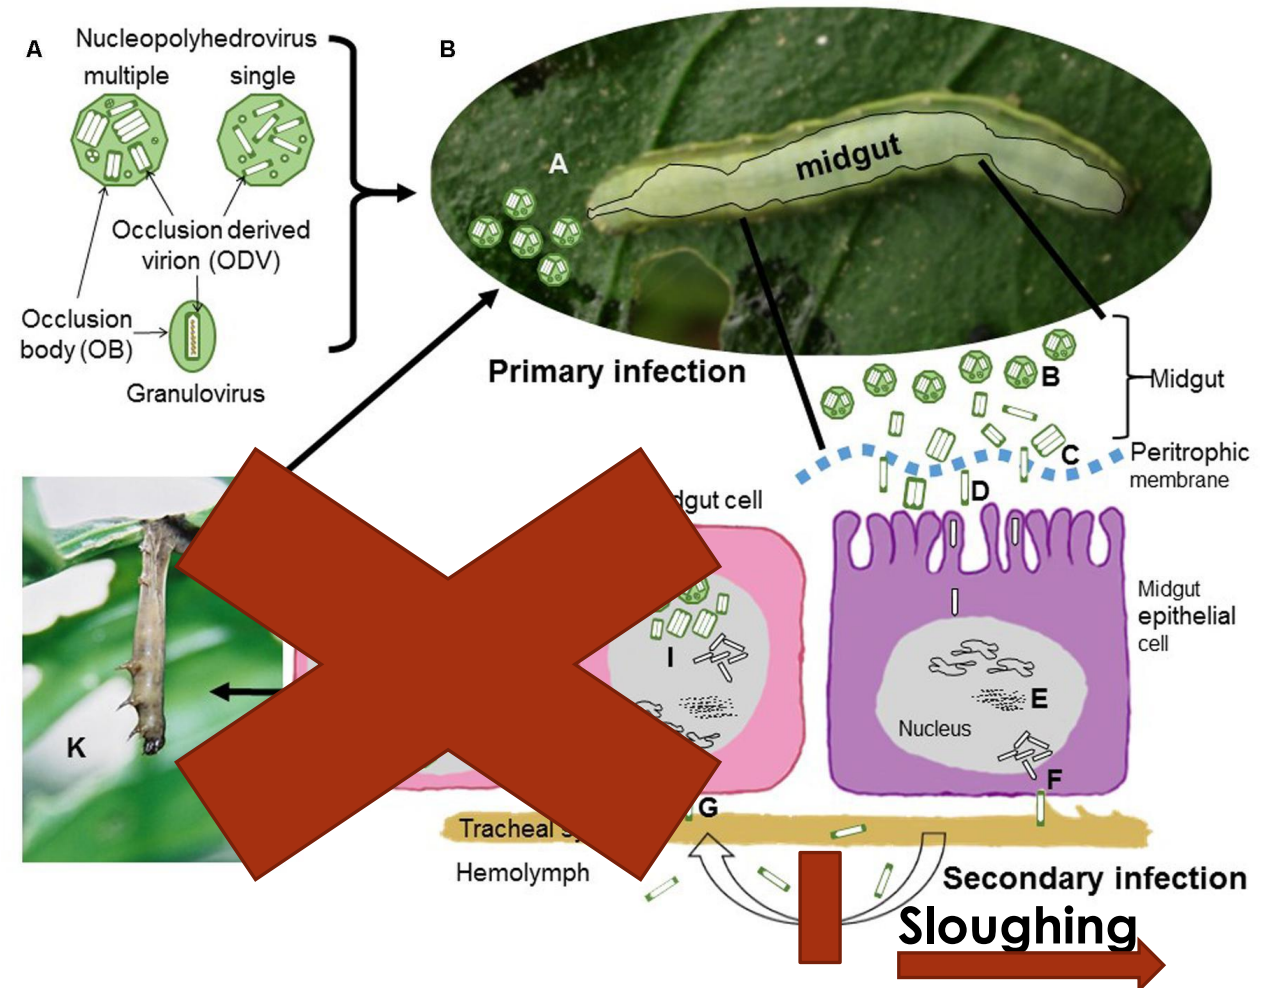 A
Nucleopolyhedrovirus
multiple single
Occlusion derived
virion (ODV)
Occlusion
body (OB)
Granulovirus
B
A
midgut
Primary infection
B
Midgut
C
Peritrophic
membrane
D
cell
Midgut
epithelial
cell
I
E
Nucleus
K
F
G
Tracheal
Hemolymph
Secondary infection
Sloughing